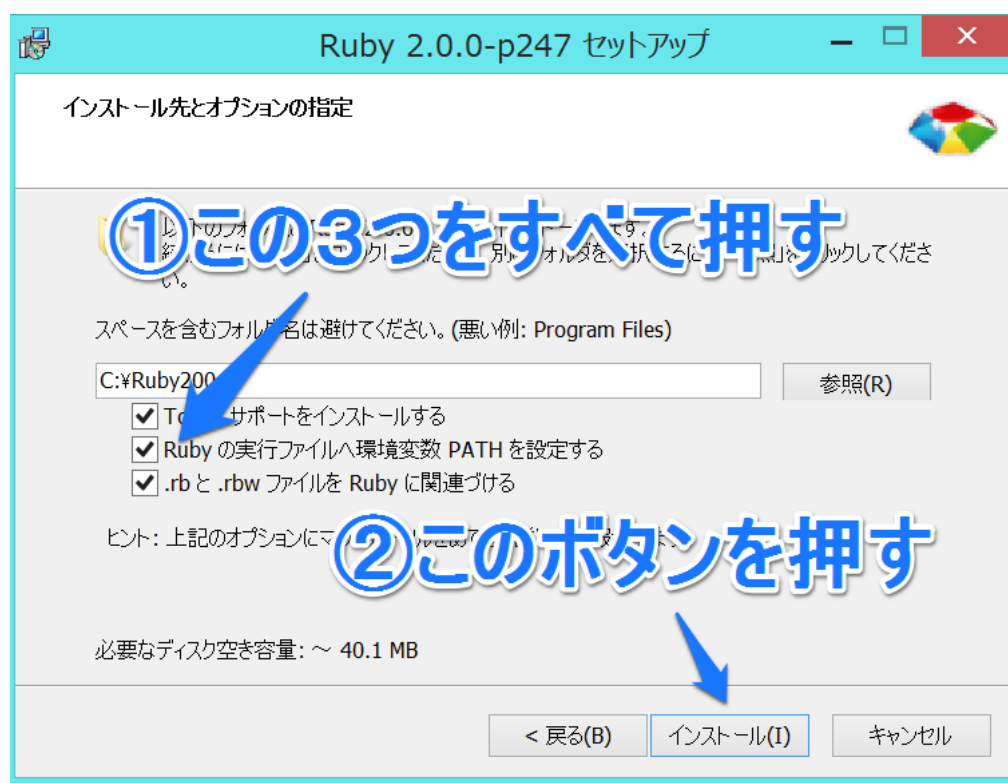 Ruby 2.0.0-p247 セットアップ
インストール先とオプションの指定
①この3つをすべて押す
い。
スペースを含むフォルダ名は避けてください。(悪い例: Program Files)
C:¥Ruby200
参照(R)
サポートをインストールする
Ruby の実行ファイルへ環境変数 PATH を設定する
.rb と .rbw ファイルを Ruby に関連づける
ヒント: 上記のオプションにマ
②このボタンを押す
必要なディスク空き容量: ～ 40.1 MB
< 戻る(B)
インストール(I)
キャンセル